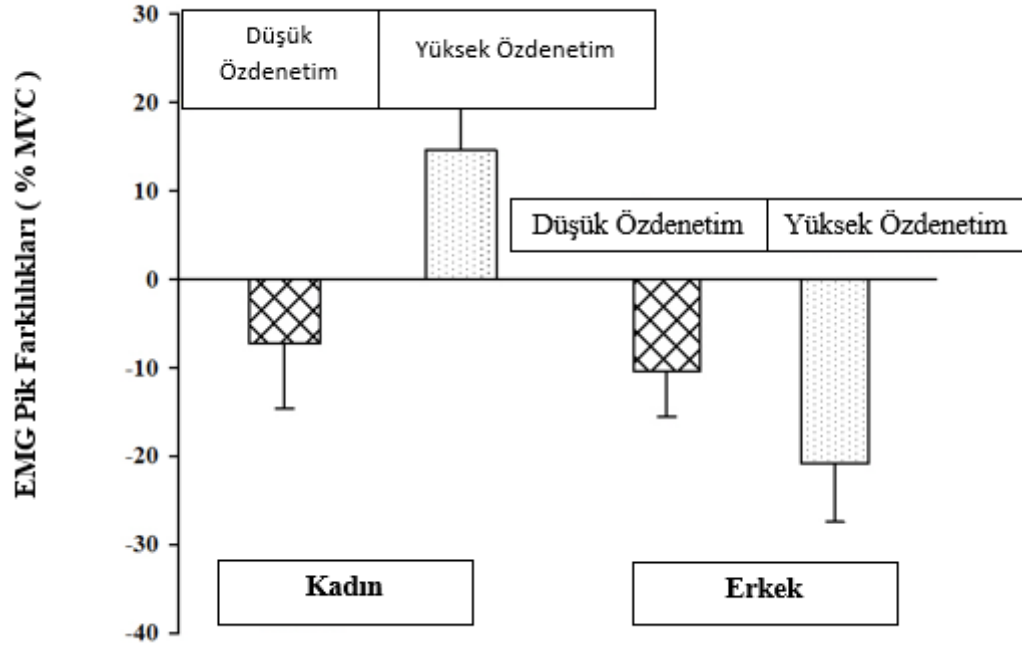 EMG Pik Farklılıkları ( % MVC )
30
20
10
0
-10
-20
-30
-40
Düşük
Özdenetim
Yüksek Özdenetim
Düşük Özdenetim
Yüksek Özdenetim
Kadın
Erkek